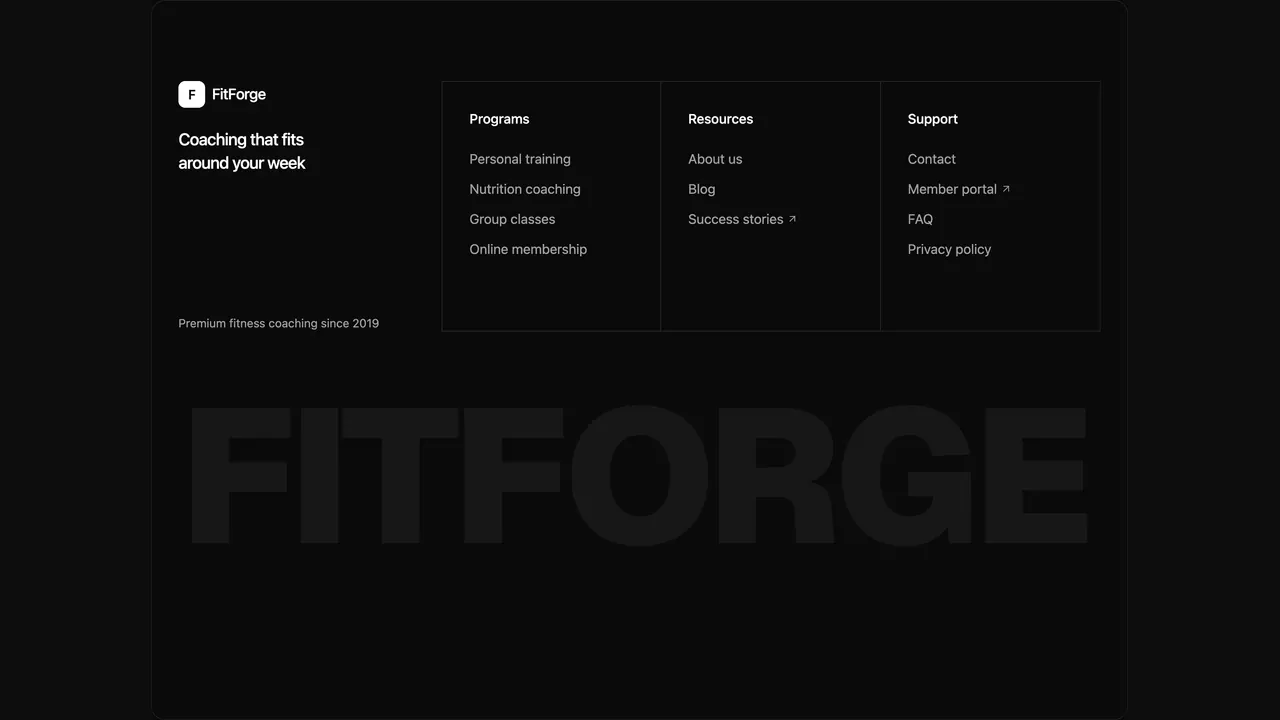 F FitForge
Coaching that fits
around your week
Premium fitness coaching since 2019
Programs
Personal training
Nutrition coaching
Group classes
Online membership
Resources
About us
Blog
Success stories ↗
Support
Contact
Member portal ↗
FAQ
Privacy policy
FITFORGE